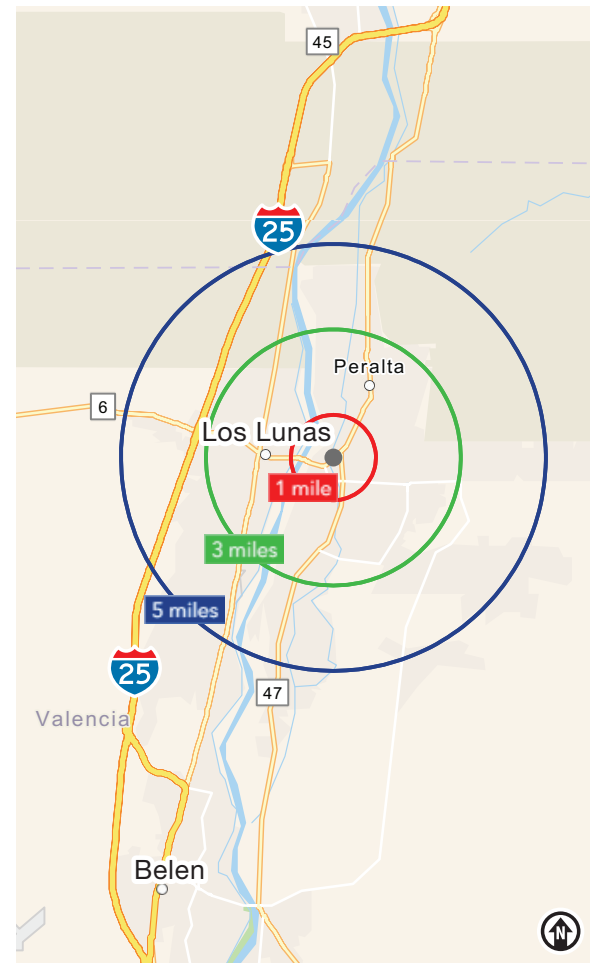 45
25
Peralta
6
Los Lunas
1 mile
3 miles
5 miles
25
47
Valencia
Belen
N